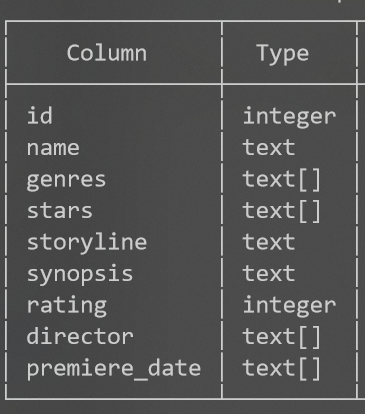 Column Type
id integer
name text
genres text[]
stars text[]
storyline text
synopsis text
rating integer
director text[]
premiere_date text[]